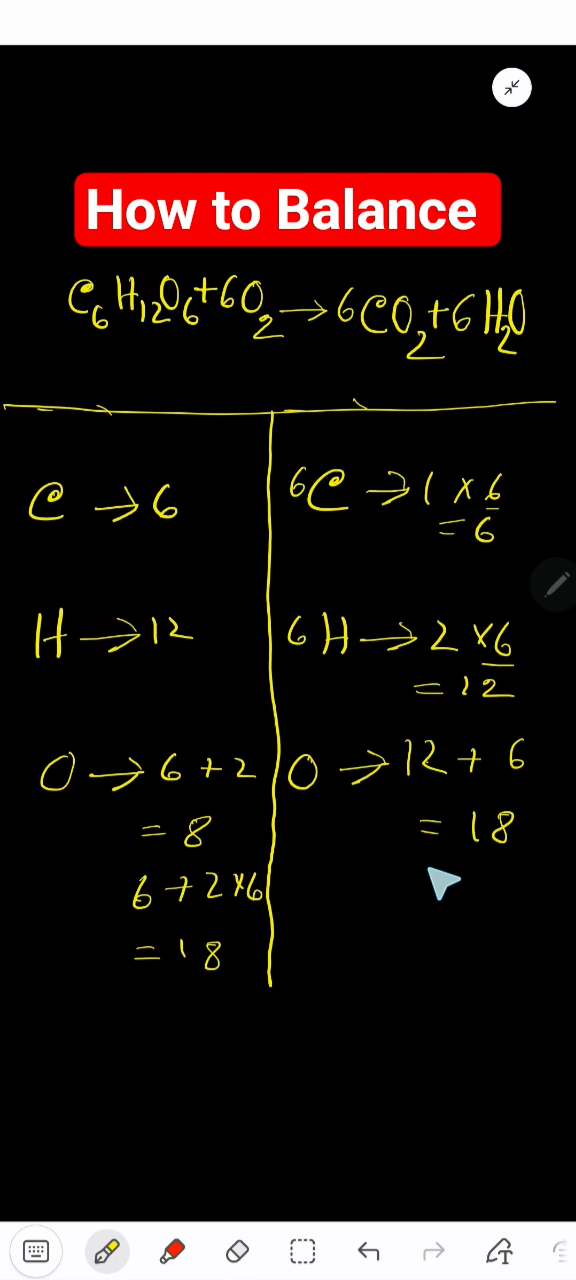 How to Balance
C₆H₁₂O₆+6O₂→6CO₂+6H₂O
C → 6
6C → 1 × 6
= 6
H → 12
6H → 2 × 6
= 12
O → 6 + 2
= 8
6 + 2 × 6
= 18
O → 12 + 6
= 18